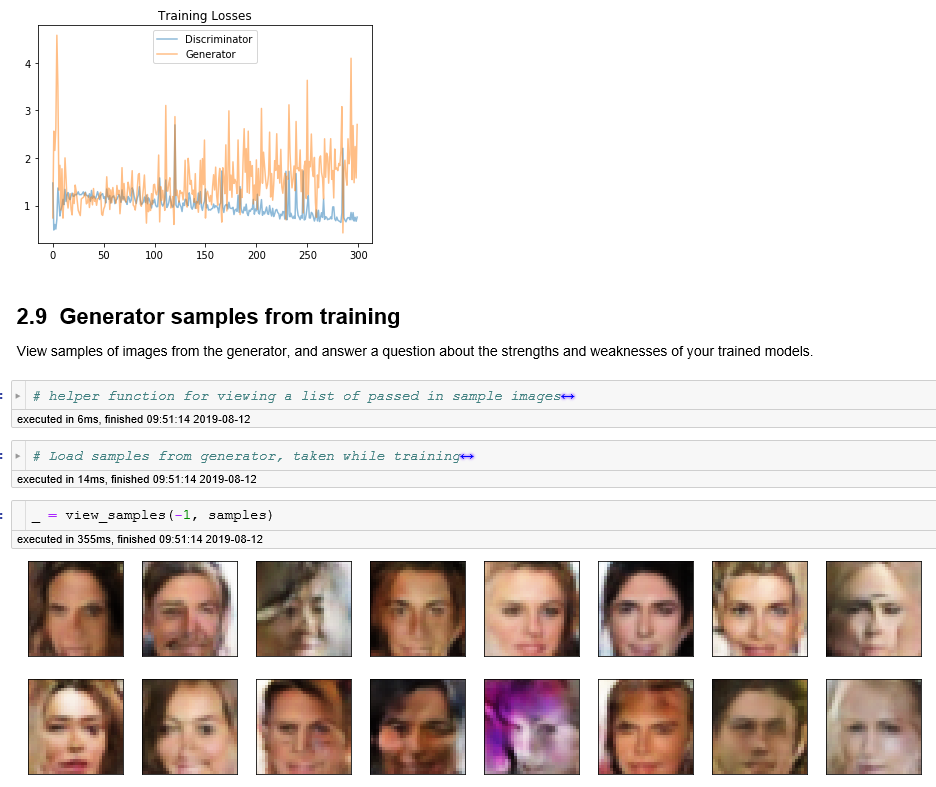 Training Losses
Discriminator
Generator
4
3
2
1
0 50 100 150 200 250 300
2.9 Generator samples from training
View samples of images from the generator, and answer a question about the strengths and weaknesses of your trained models.
# helper function for viewing a list of passed in sample images
executed in 6ms, finished 09:51:14 2019-08-12
# Load samples from generator, taken while training
executed in 14ms, finished 09:51:14 2019-08-12
_ = view_samples(-1, samples)
executed in 355ms, finished 09:51:14 2019-08-12